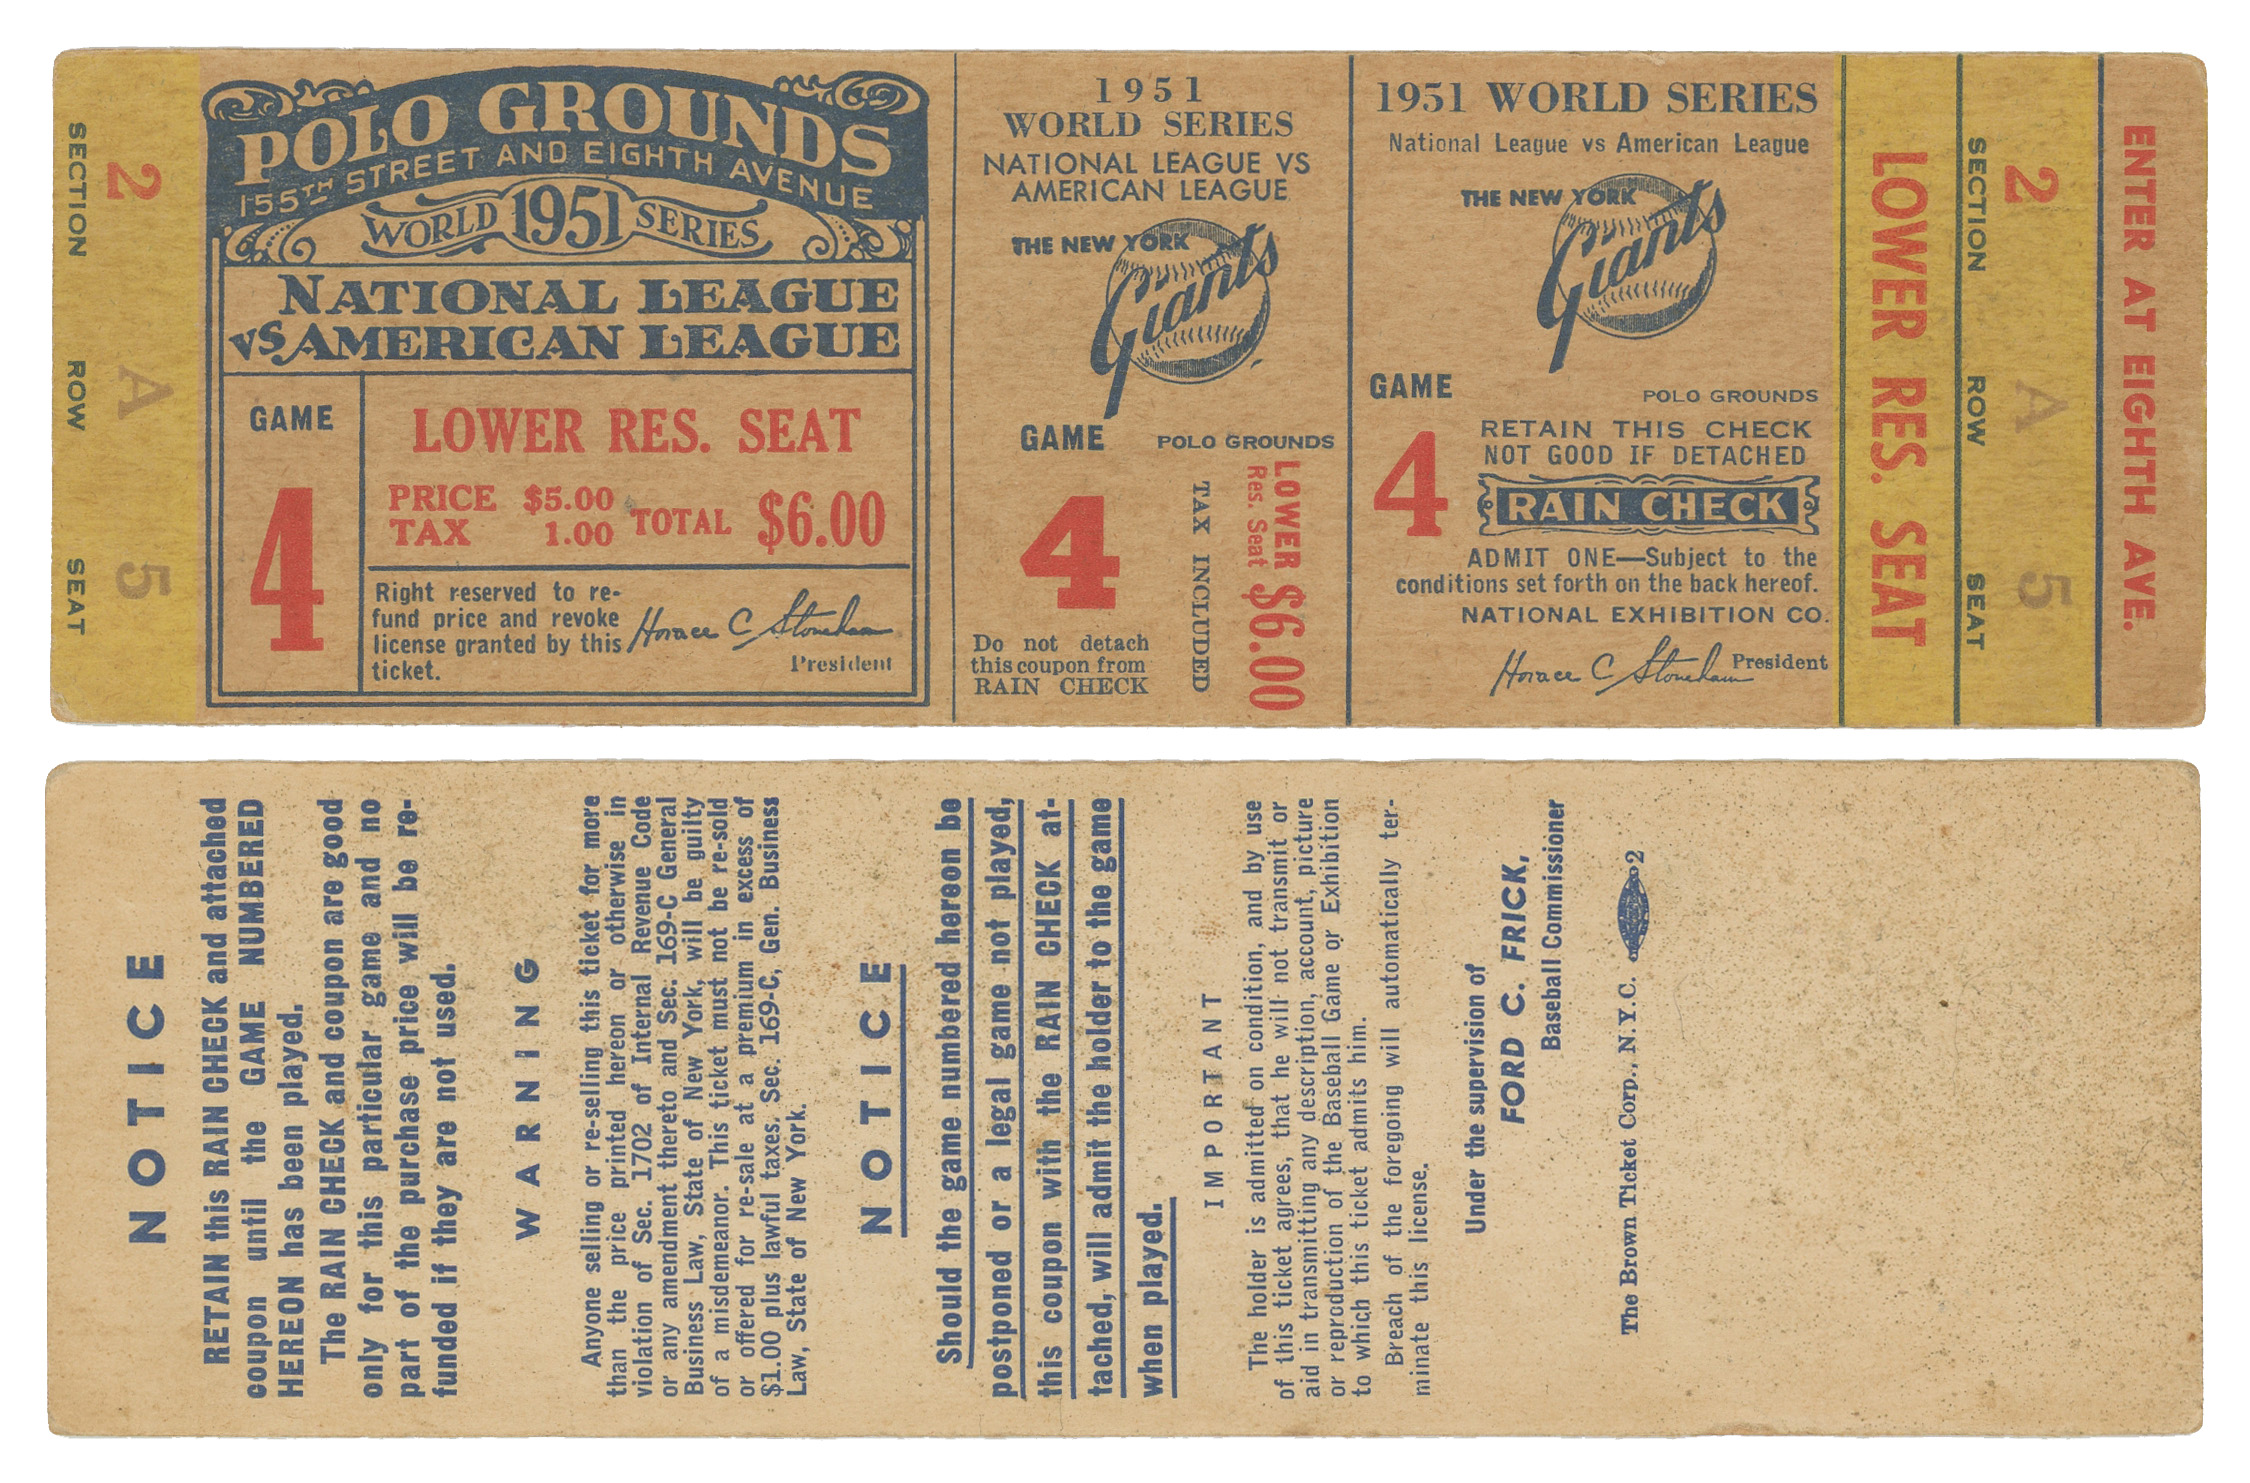 SECTION 2
ROW A
SEAT 5
POLO GROUNDS
155TH STREET AND EIGHTH AVENUE
WORLD 1951 SERIES
NATIONAL LEAGUE
VS AMERICAN LEAGUE
GAME
4
LOWER RES. SEAT
PRICE $5.00
TAX 1.00
TOTAL $6.00
Right reserved to re-
fund price and revoke
license granted by this
ticket.
Horace C Stoneham
President
1951
WORLD SERIES
NATIONAL LEAGUE VS
AMERICAN LEAGUE
THE NEW YORK
Giants
GAME
POLO GROUNDS
4
Do not detach
this coupon from
RAIN CHECK
TAX INCLUDED
LOWER
Res. Seat
$6.00
1951 WORLD SERIES
National League vs American League
THE NEW YORK
Giants
GAME
POLO GROUNDS
4
RETAIN THIS CHECK
NOT GOOD IF DETACHED
RAIN CHECK
ADMIT ONE—Subject to the
conditions set forth on the back hereof.
NATIONAL EXHIBITION CO.
Horace C Stoneham
President
LOWER RES. SEAT
SECTION 2
ROW A
SEAT 5
ENTER AT EIGHTH AVE.
NOTICE
RETAIN this RAIN CHECK and attached
coupon until the GAME NUMBERED
HEREON has been played.
The RAIN CHECK and coupon are good
only for this particular game and no
part of the purchase price will be re-
funded if they are not used.
WARNING
Anyone selling or re-selling this ticket for more
than the price printed hereon or otherwise in
violation of Sec. 1702 of Internal Revenue Code
or any amendment thereto and Sec. 169-C General
Business Law, State of New York, will be guilty
of a misdemeanor. This ticket must not be re-sold
or offered for re-sale at a premium in excess of
$1.00 plus lawful taxes. Sec. 169-C, Gen. Business
Law, State of New York.
NOTICE
Should the game numbered hereon be
postponed or a legal game not played,
this coupon with the RAIN CHECK at-
tached, will admit the holder to the game
when played.
IMPORTANT
The holder is admitted on condition, and by use
of this ticket agrees, that he will not transmit or
aid in transmitting any description, account, picture
or reproduction of the Baseball Game or Exhibition
to which this ticket admits him.
Breach of the foregoing will automatically ter-
minate this license.
Under the supervision of
FORD C. FRICK,
Baseball Commissioner
The Brown Ticket Corp., N. Y. C. 2